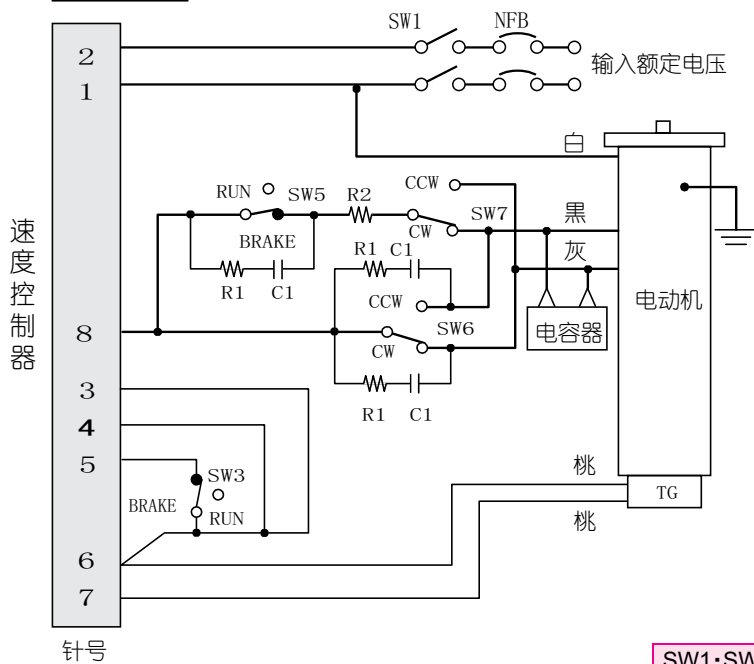 SW1 NFB
2
输入额定电压
1
白
CCW
RUN SW5 R2 SW7
黑
CW
BRAKE R1 C1
灰
R1 C1
CCW
电动机
速度控制器
SW6
电容器
8
CW
3
R1 C1
4
5
桃
SW3
TG
BRAKE
RUN
桃
6
7
针号
SW1·SW